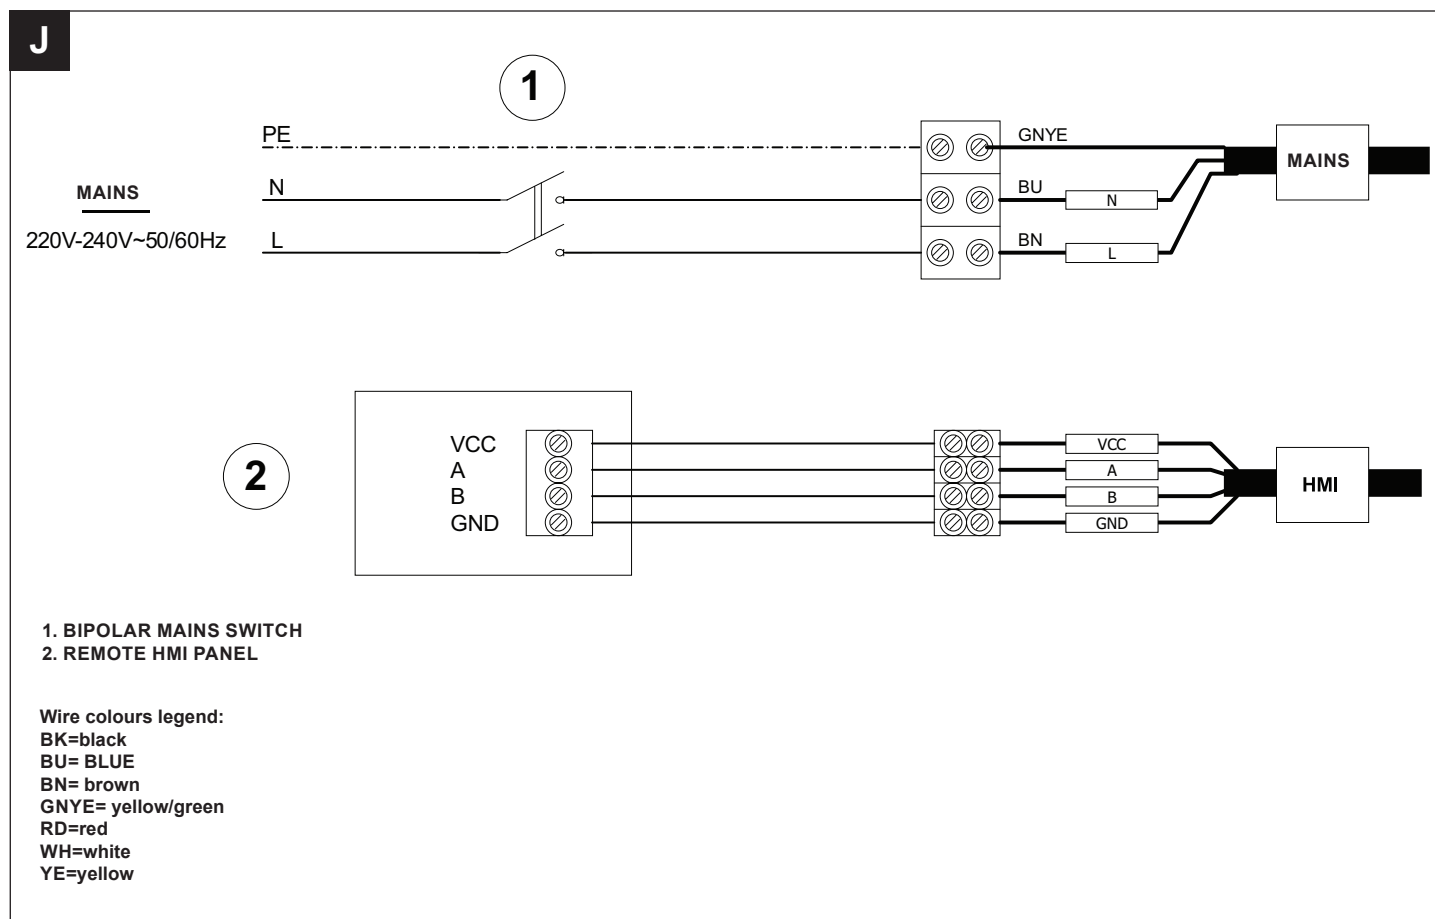 J
1
PE
GNYE
MAINS
MAINS
N
BU
N
220V-240V~50/60Hz
L
BN
L
2
VCC
A
B
GND
VCC
A
B
GND
HMI
1. BIPOLAR MAINS SWITCH
2. REMOTE HMI PANEL
Wire colours legend:
BK=black
BU= BLUE
BN= brown
GNYE= yellow/green
RD=red
WH=white
YE=yellow